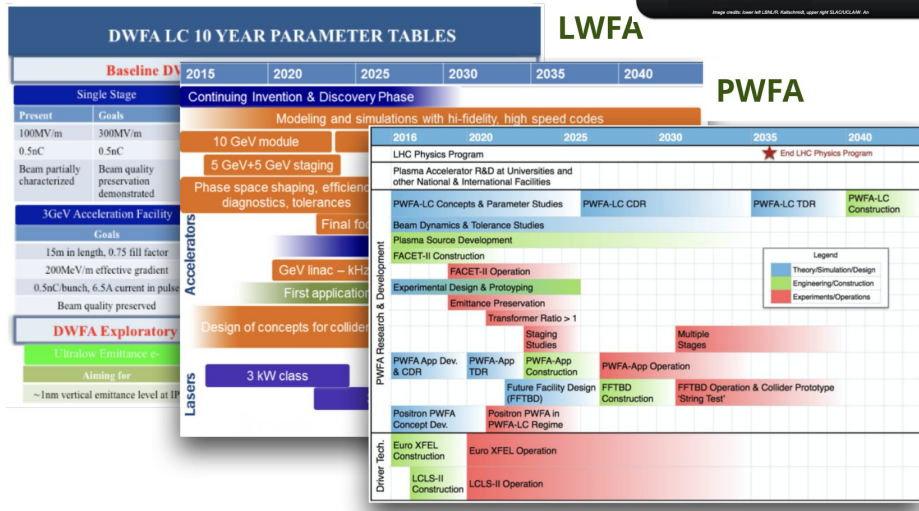 Image credits: lower left LBNL/R. Kaltschmidt, upper right SLAC/UCLA/W. An
LWFA
PWFA
DWFA LC 10 YEAR PARAMETER TABLES
Baseline DV
Single Stage
Present Goals
100MV/m 300MV/m
0.5nC 0.5nC
Beam partially
characterized
Beam quality
preservation
demonstrated
3GeV Acceleration Facility
Goals
15m in length, 0.75 fill factor
200MeV/m effective gradient
0.5nC/bunch, 6.5A current in pulse
Beam quality preserved
DWFA Exploratory
Ultralow Emittance e-
Aiming for
~1nm vertical emittance level at IP
2015 2020 2025 2030 2035 2040
Continuing Invention & Discovery Phase
Modeling and simulations with hi-fidelity, high speed codes
10 GeV module
5 GeV+5 GeV staging
Phase space shaping, efficienc
diagnostics, tolerances
Final foc
Accelerators
GeV linac – kHz
First application
Design of concepts for collider
Lasers
3 kW class
2016 2020 2025 2030 2035 2040
LHC Physics Program
End LHC Physics Program
Plasma Accelerator R&D at Universities and
other National & International Facilities
PWFA Research & Development
PWFA-LC Concepts & Parameter Studies
PWFA-LC CDR
PWFA-LC TDR
PWFA-LC
Construction
Beam Dynamics & Tolerance Studies
Plasma Source Development
FACET-II Construction
FACET-II Operation
Legend
Theory/Simulation/Design
Engineering/Construction
Experiments/Operations
Experimental Design & Protoyping
Emittance Preservation
Transformer Ratio > 1
Staging
Studies
Multiple
Stages
PWFA App Dev.
& CDR
PWFA-App
TDR
PWFA-App
Construction
PWFA-App Operation
Future Facility Design
(FFTBD)
FFTBD
Construction
FFTBD Operation & Collider Prototype
'String Test'
Positron PWFA
Concept Dev.
Positron PWFA in
PWFA-LC Regime
Driver Tech.
Euro XFEL
Construction
Euro XFEL Operation
LCLS-II
Construction
LCLS-II Operation